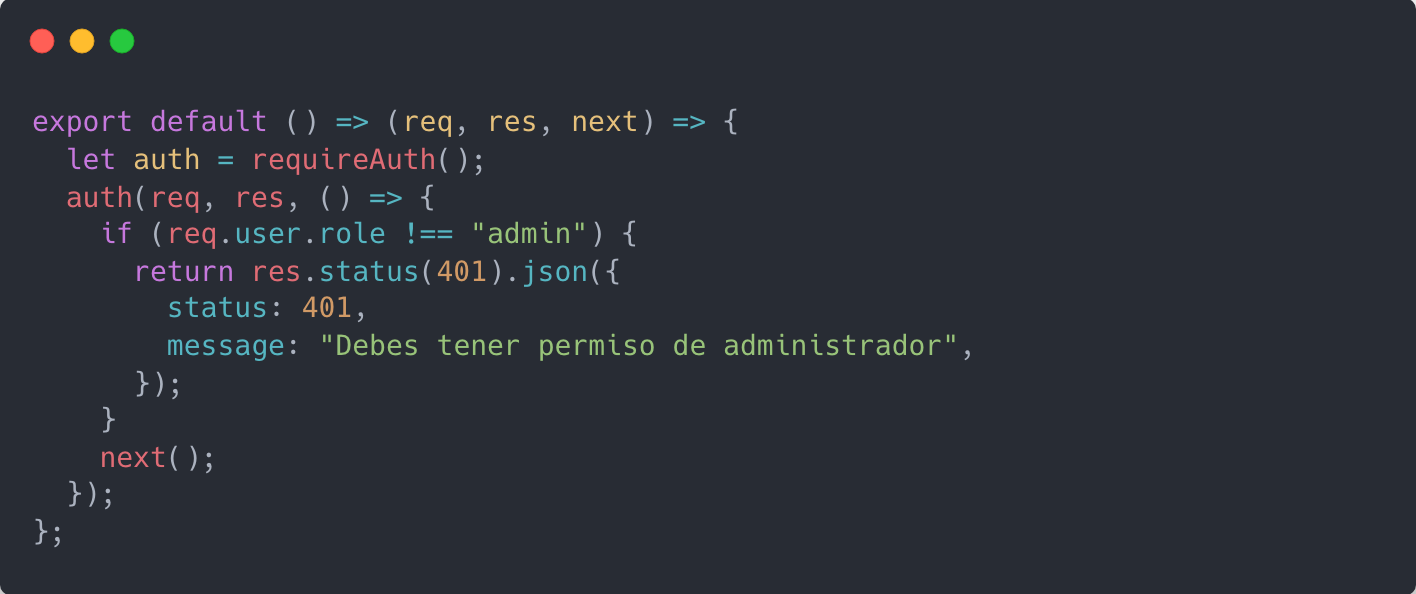 export default () => (req, res, next) => {
  let auth = requireAuth();
  auth(req, res, () => {
    if (req.user.role !== "admin") {
      return res.status(401).json({
        status: 401,
        message: "Debes tener permiso de administrador",
      });
    }
    next();
  });
};